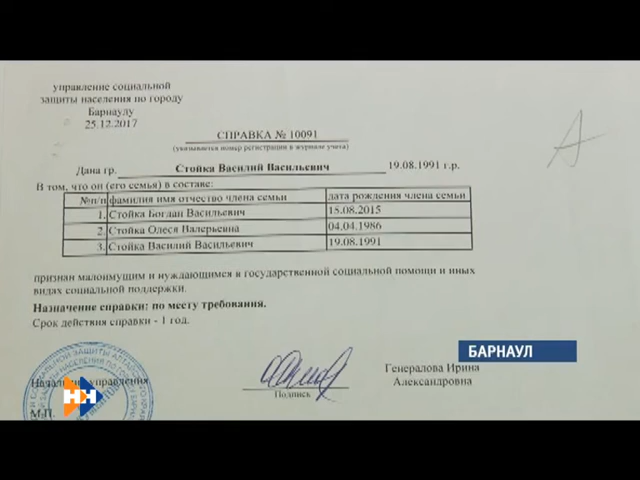 управление социальной
защиты населения по городу
Барнаулу
25.12.2017
СПРАВКА № 10091
(указывается номер регистрации в журнале учета)
Дана гр. Стойка Василий Васильевич 19.08.1991 г.р.
В том, что он (его семья) в составе:
№п/п фамилия имя отчество члена семьи дата рождения члена семьи
1. Стойка Богдан Васильевич 15.08.2015
2. Стойка Олеся Валерьевна 04.04.1986
3. Стойка Василий Васильевич 19.08.1991
признан малоимущим и нуждающимся в государственной социальной помощи и иных
видах социальной поддержки.
Назначение справки: по месту требования.
Срок действия справки - 1 год.
БАРНАУЛ
Начальник управления
Генералова Ирина
Александровна
Подпись
М.П.
НН